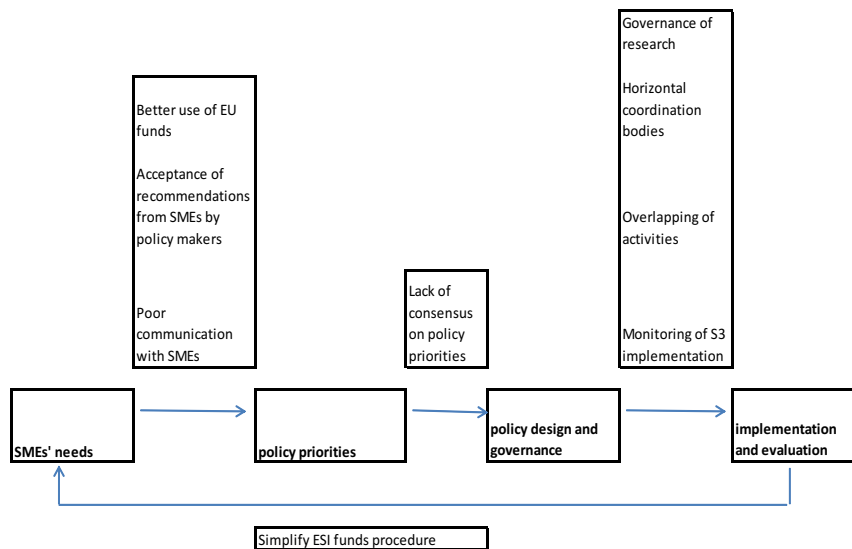 Governance of
research
Horizontal
coordination
bodies
Overlapping of
activities
Monitoring of S3
implementation
Better use of EU
funds
Acceptance of
recommendations
from SMEs by
policy makers
Poor
communication
with SMEs
Lack of
consensus
on policy
priorities
SMEs' needs
policy priorities
policy design and
governance
implementation
and evaluation
Simplify ESI funds procedure